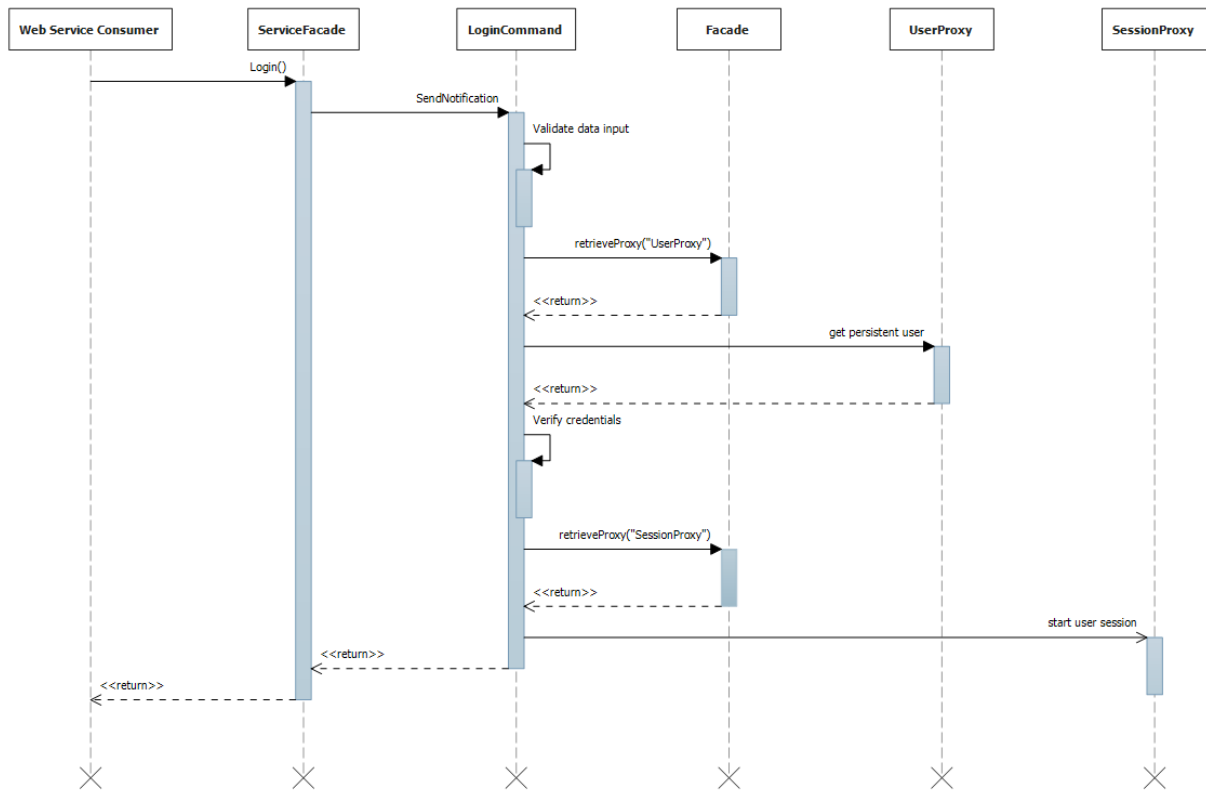 Web Service Consumer
ServiceFacade
LoginCommand
Facade
UserProxy
SessionProxy
Login()
SendNotification
Validate data input
retrieveProxy("UserProxy")
<<return>>
get persistent user
<<return>>
Verify credentials
retrieveProxy("SessionProxy")
<<return>>
start user session
<<return>>
<<return>>